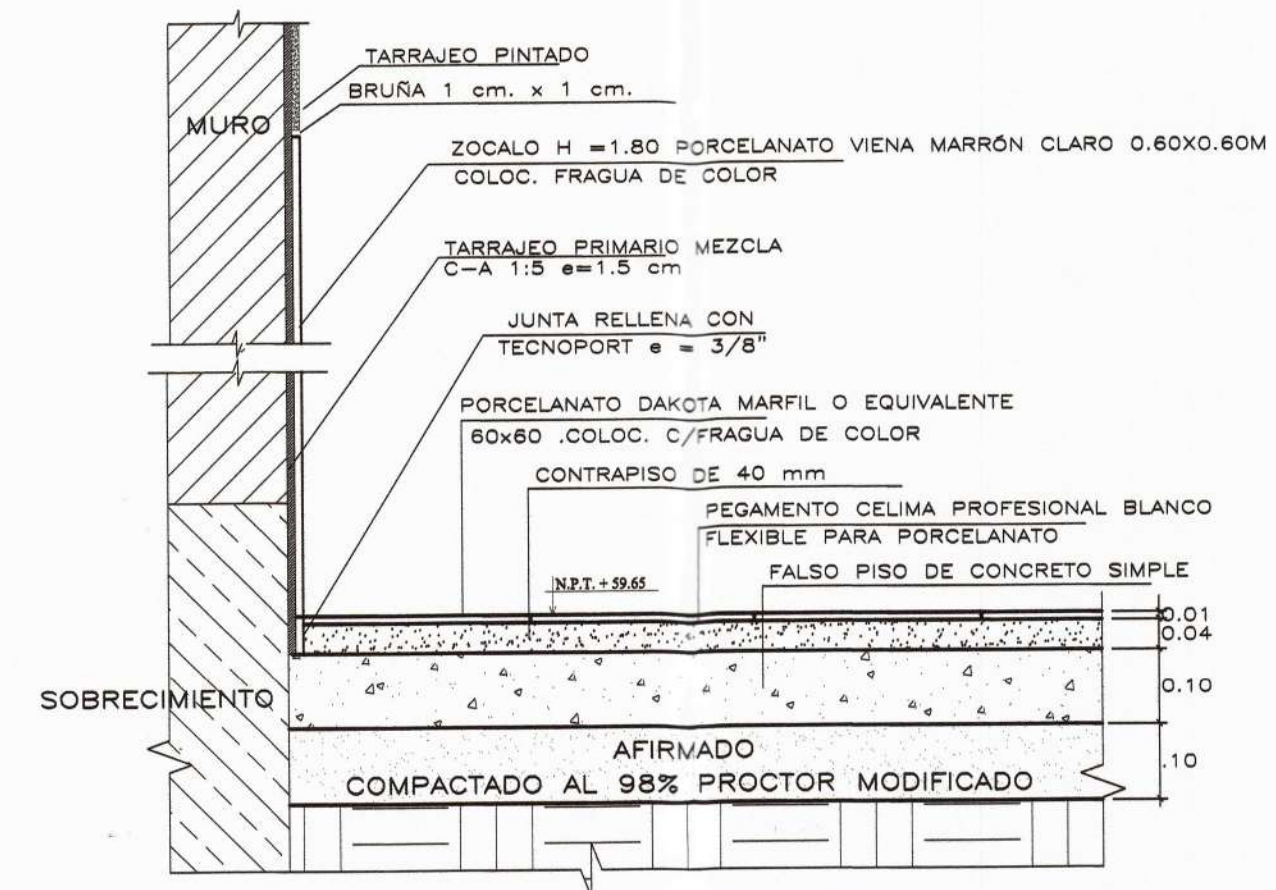 TARRAJEO PINTADO
BRUÑA 1 cm. x 1 cm.
MURO
ZOCALO H =1.80 PORCELANATO VIENA MARRÓN CLARO 0.60X0.60M
COLOC. FRAGUA DE COLOR
TARRAJEO PRIMARIO MEZCLA
C-A 1:5 e=1.5 cm
JUNTA RELLENA CON
TECNOPORT e = 3/8"
PORCELANATO DAKOTA MARFIL O EQUIVALENTE
60x60 .COLOC. C/FRAGUA DE COLOR
CONTRAPISO DE 40 mm
PEGAMENTO CELIMA PROFESIONAL BLANCO
FLEXIBLE PARA PORCELANATO
FALSO PISO DE CONCRETO SIMPLE
N.P.T. + 59.65
0.01
0.04
SOBRECIMIENTO
0.10
AFIRMADO
.10
COMPACTADO AL 98% PROCTOR MODIFICADO